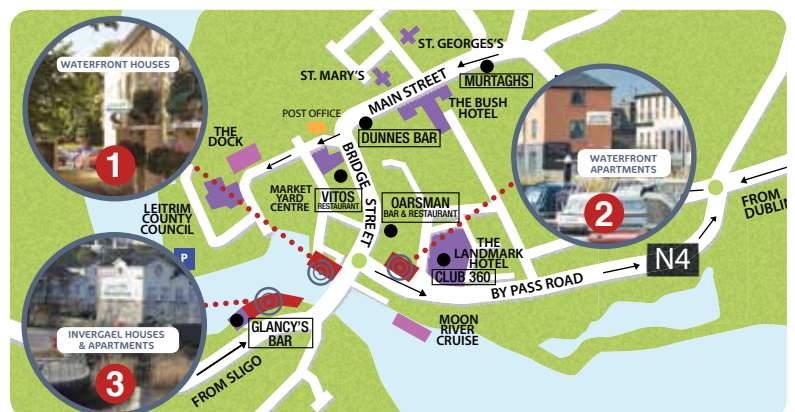 WATERFRONT HOUSES
1
ST. GEORGES'S
ST. MARY'S
MURTAGHS
MAIN STREET
THE BUSH
HOTEL
POST OFFICE
DUNNES BAR
THE
DOCK
BRIDGE STREET
MARKET
YARD
CENTRE
VITOS
RESTAURANT
OARSMAN
BAR & RESTAURANT
WATERFRONT
APARTMENTS
2
FROM
DUBLIN
LEITRIM
COUNTY
COUNCIL
P
THE
LANDMARK
HOTEL
CLUB 360
N4
BY PASS ROAD
MOON
RIVER
CRUISE
GLANCY'S
BAR
FROM SLIGO
INVERGAEL HOUSES
& APARTMENTS
3